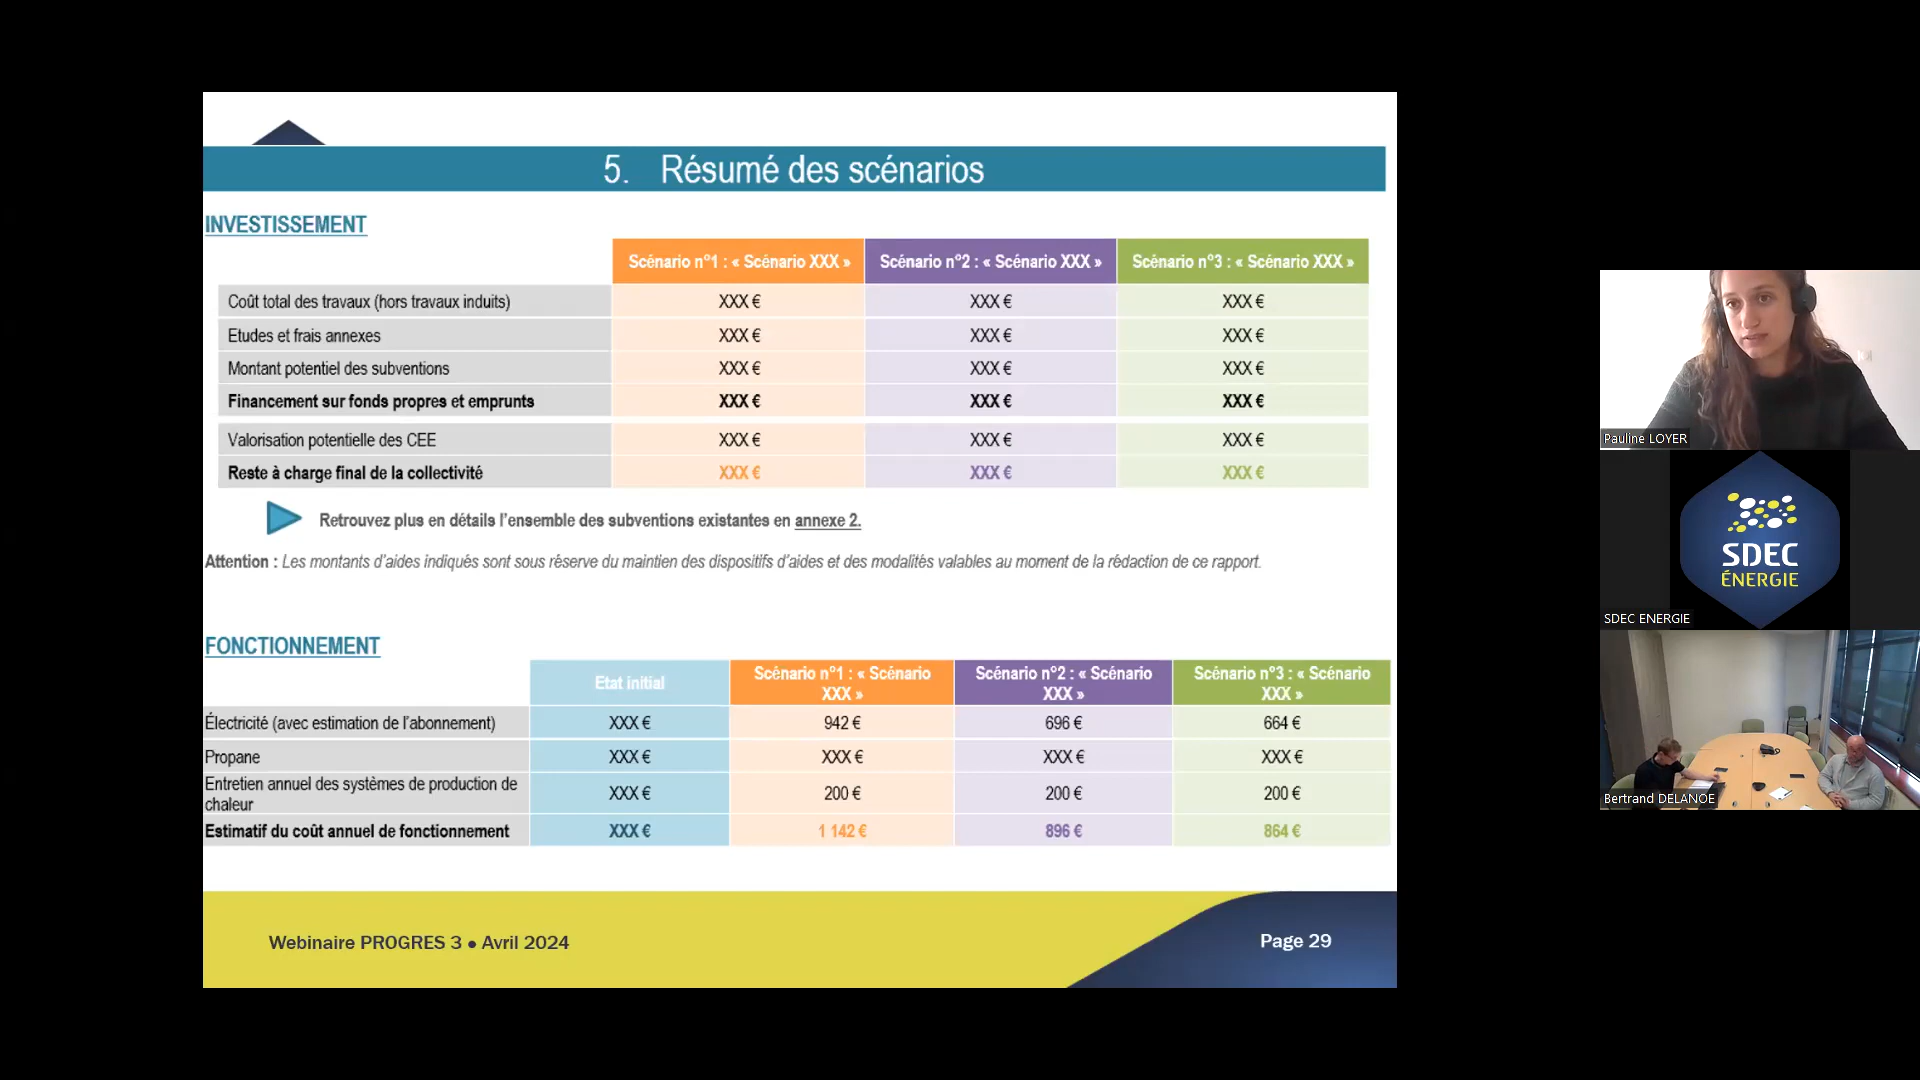 5. Résumé des scénarios
INVESTISSEMENT
Scénario n°1 : « Scénario XXX » Scénario n°2 : « Scénario XXX » Scénario n°3 : « Scénario XXX »
Coût total des travaux (hors travaux induits) XXX € XXX € XXX €
Etudes et frais annexes XXX € XXX € XXX €
Montant potentiel des subventions XXX € XXX € XXX €
Financement sur fonds propres et emprunts XXX € XXX € XXX €
Valorisation potentielle des CEE XXX € XXX € XXX €
Reste à charge final de la collectivité XXX € XXX € XXX €
Retrouvez plus en détails l’ensemble des subventions existantes en annexe 2.
Attention : Les montants d’aides indiqués sont sous réserve du maintien des dispositifs d’aides et des modalités valables au moment de la rédaction de ce rapport.
FONCTIONNEMENT
Etat initial Scénario n°1 : « Scénario XXX » Scénario n°2 : « Scénario XXX » Scénario n°3 : « Scénario XXX »
Électricité (avec estimation de l’abonnement) XXX € 942 € 696 € 664 €
Propane XXX € XXX € XXX € XXX €
Entretien annuel des systèmes de production de
chaleur XXX € 200 € 200 € 200 €
Estimatif du coût annuel de fonctionnement XXX € 1 142 € 896 € 864 €
Webinaire PROGRES 3 • Avril 2024
Page 29
Pauline LOYER
SDEC
ÉNERGIE
SDEC ENERGIE
Bertrand DELANOE